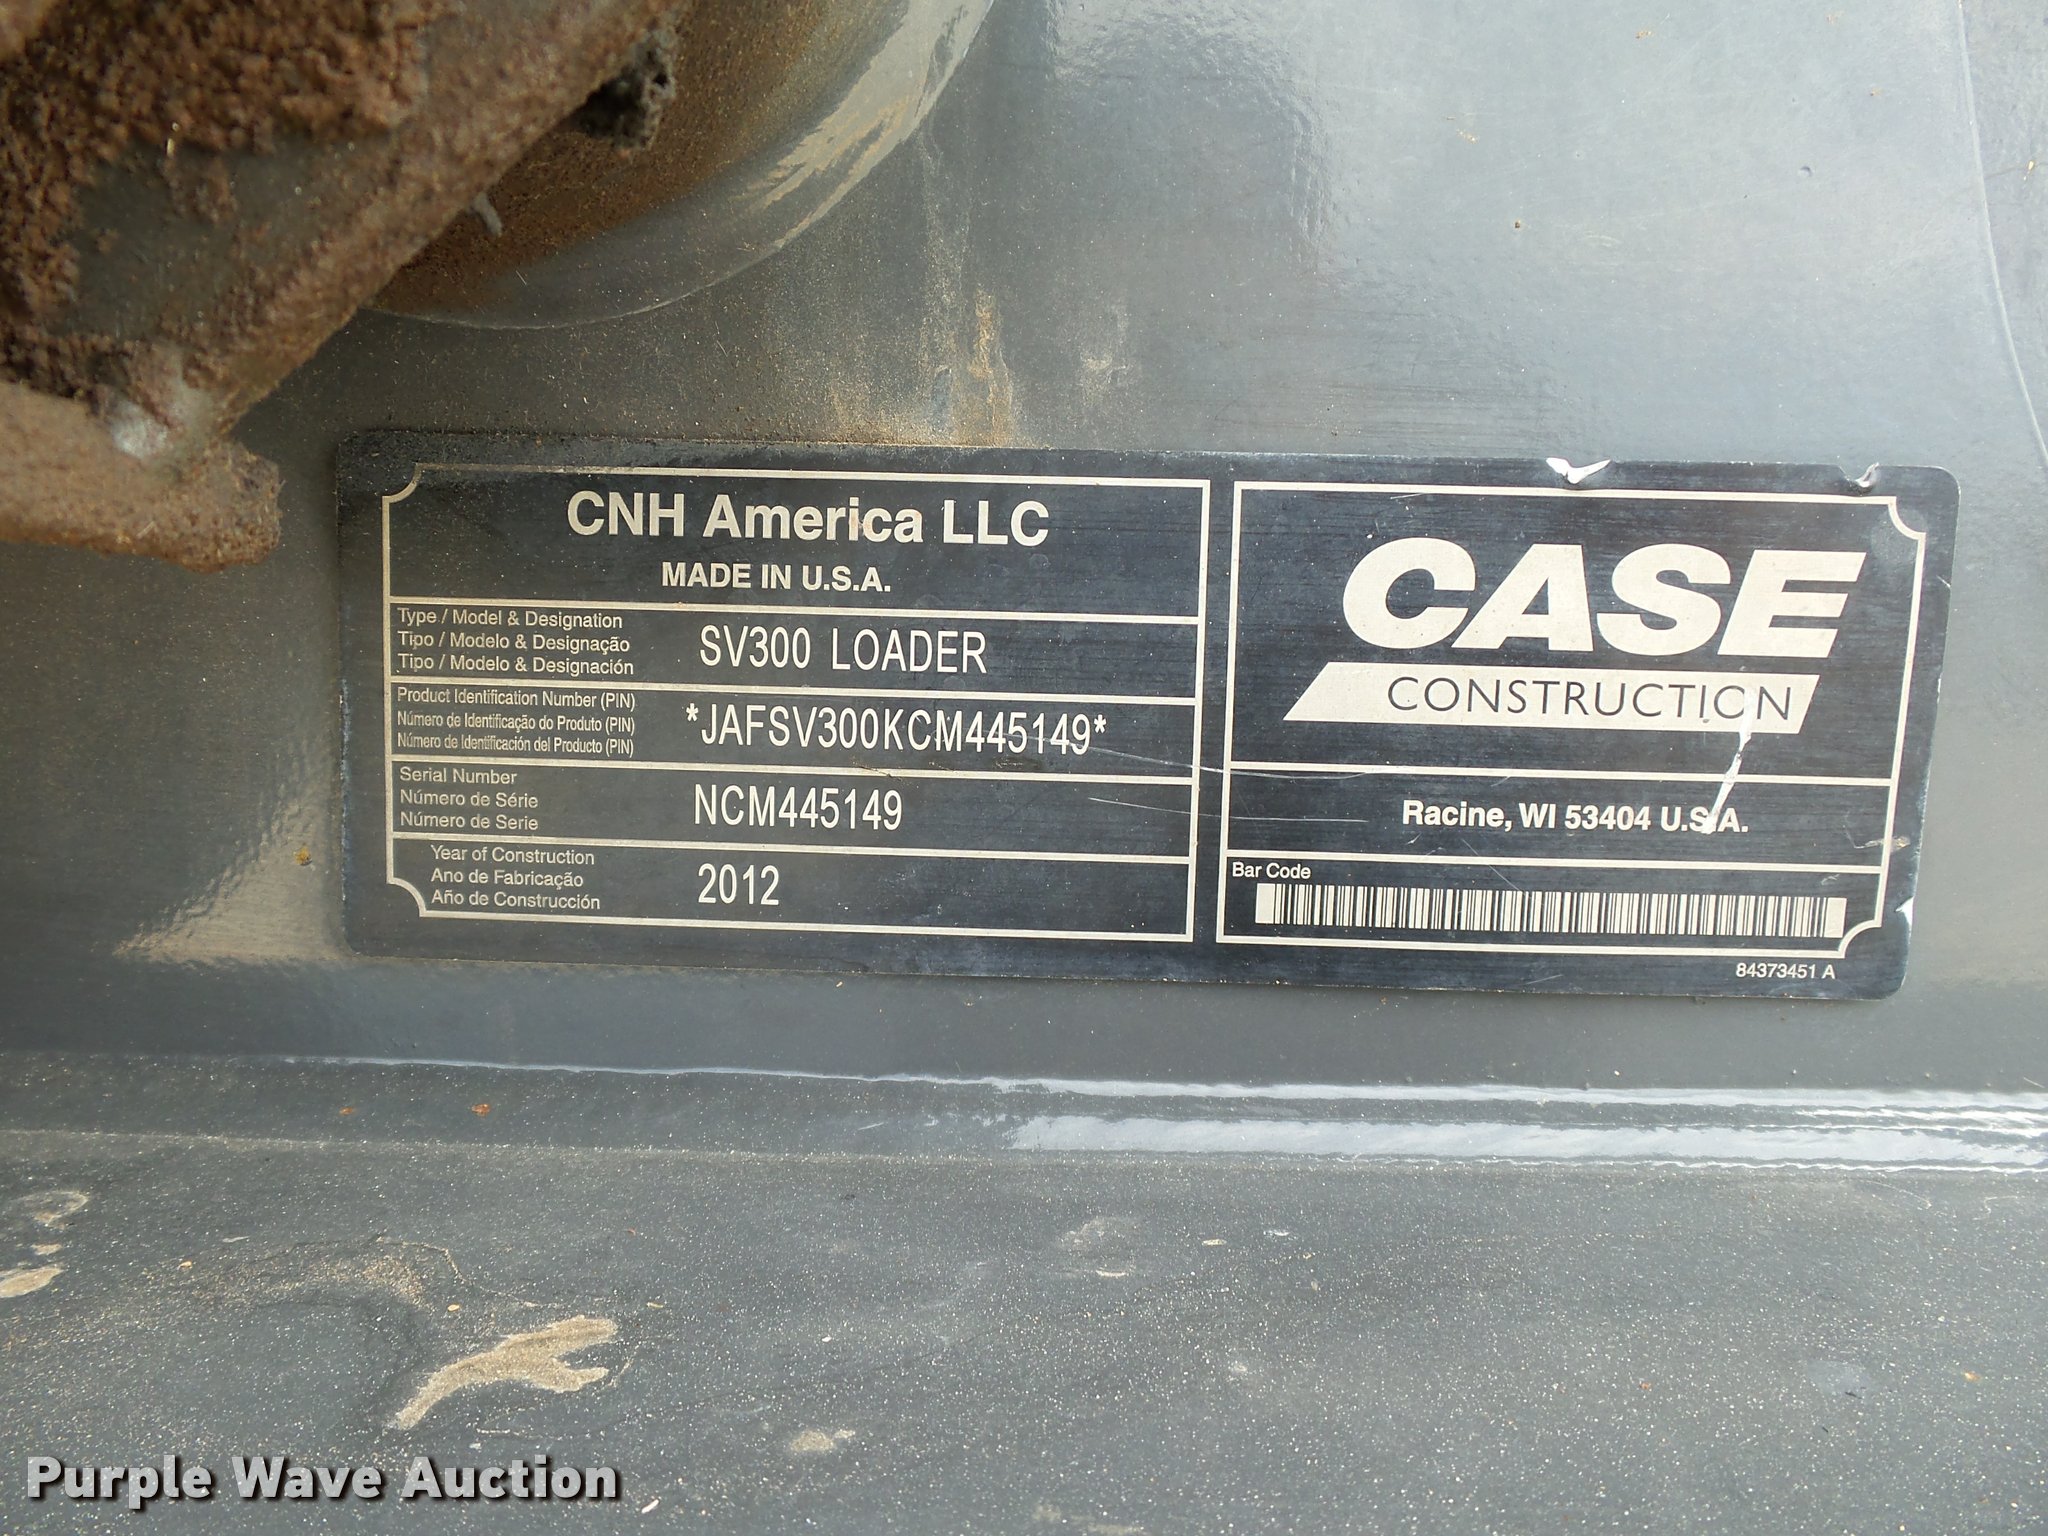 CNH America LLC
MADE IN U.S.A.
Type / Model & Designation
Tipo / Modelo & Designação
Tipo / Modelo & Designación
SV300 LOADER
Product Identification Number (PIN)
Número de Identificação do Produto (PIN)
Número de Identificación del Producto (PIN)
*JAFSV300KCM445149*
Serial Number
Número de Série
Número de Serie
NCM445149
Year of Construction
Ano de Fabricação
Año de Construcción
2012
CASE
CONSTRUCTION
Racine, WI 53404 U.S.A.
Bar Code
84373451 A
Purple Wave Auction